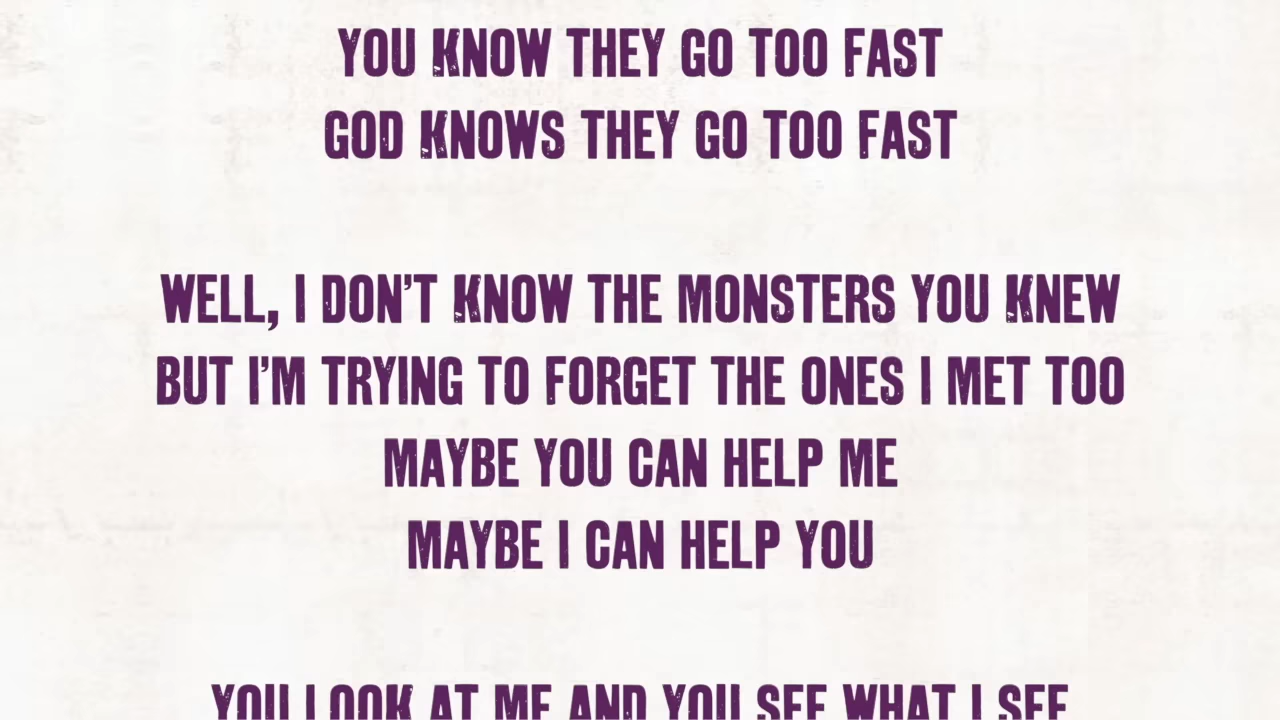 YOU KNOW THEY GO TOO FAST
GOD KNOWS THEY GO TOO FAST
WELL, I DON'T KNOW THE MONSTERS YOU KNEW
BUT I'M TRYING TO FORGET THE ONES I MET TOO
MAYBE YOU CAN HELP ME
MAYBE I CAN HELP YOU
YOU LOOK AT ME AND YOU SEE WHAT I SEE